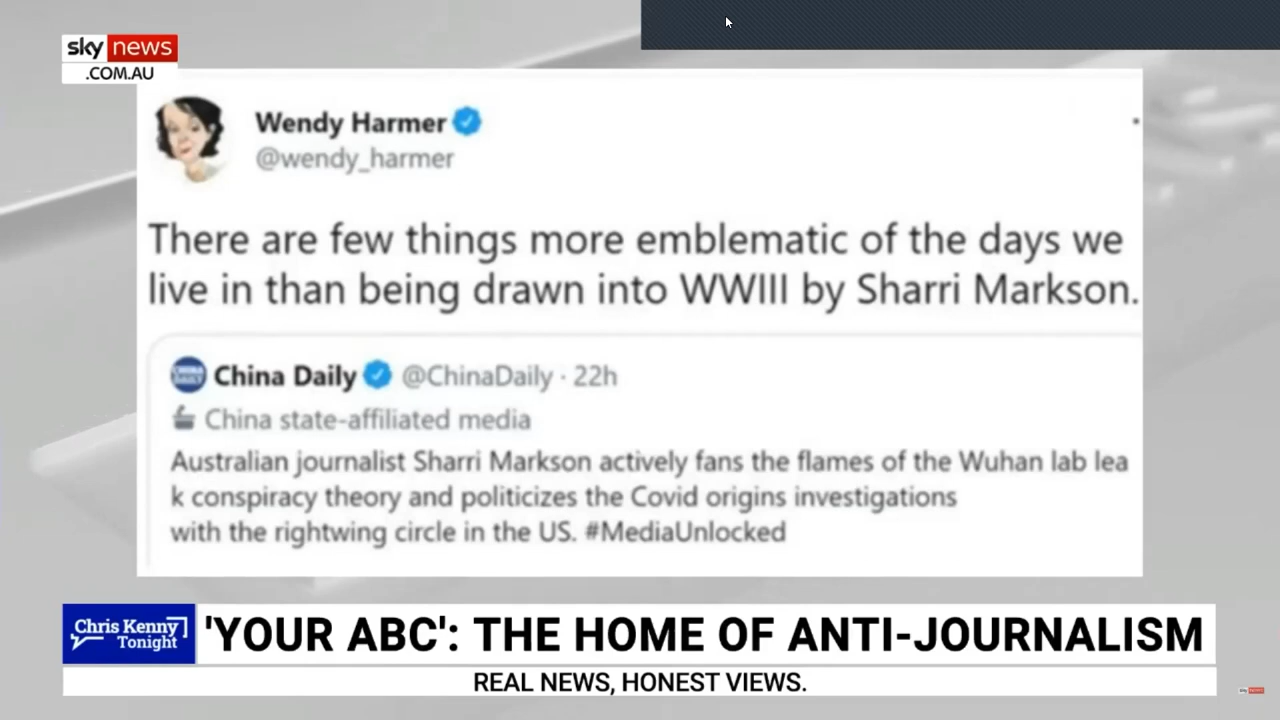 sky news
.COM.AU
Wendy Harmer
@wendy_harmer
There are few things more emblematic of the days we
live in than being drawn into WWIII by Sharri Markson.
CHINA DAILY
China Daily @ChinaDaily · 22h
China state-affiliated media
Australian journalist Sharri Markson actively fans the flames of the Wuhan lab lea
k conspiracy theory and politicizes the Covid origins investigations
with the rightwing circle in the US. #MediaUnlocked
Chris Kenny
Tonight
'YOUR ABC': THE HOME OF ANTI-JOURNALISM
REAL NEWS, HONEST VIEWS.
sky news